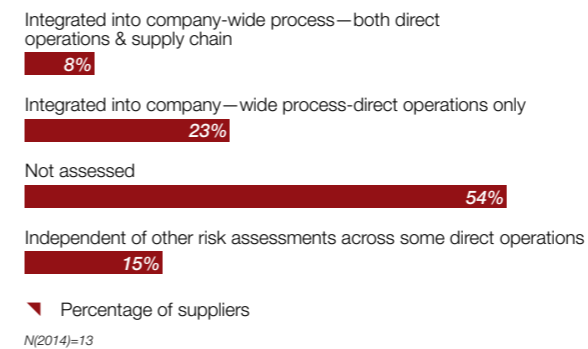 Integrated into company-wide process—both direct
operations & supply chain
8%
Integrated into company—wide process-direct operations only
23%
Not assessed
54%
Independent of other risk assessments across some direct operations
15%
Percentage of suppliers
N(2014)=13